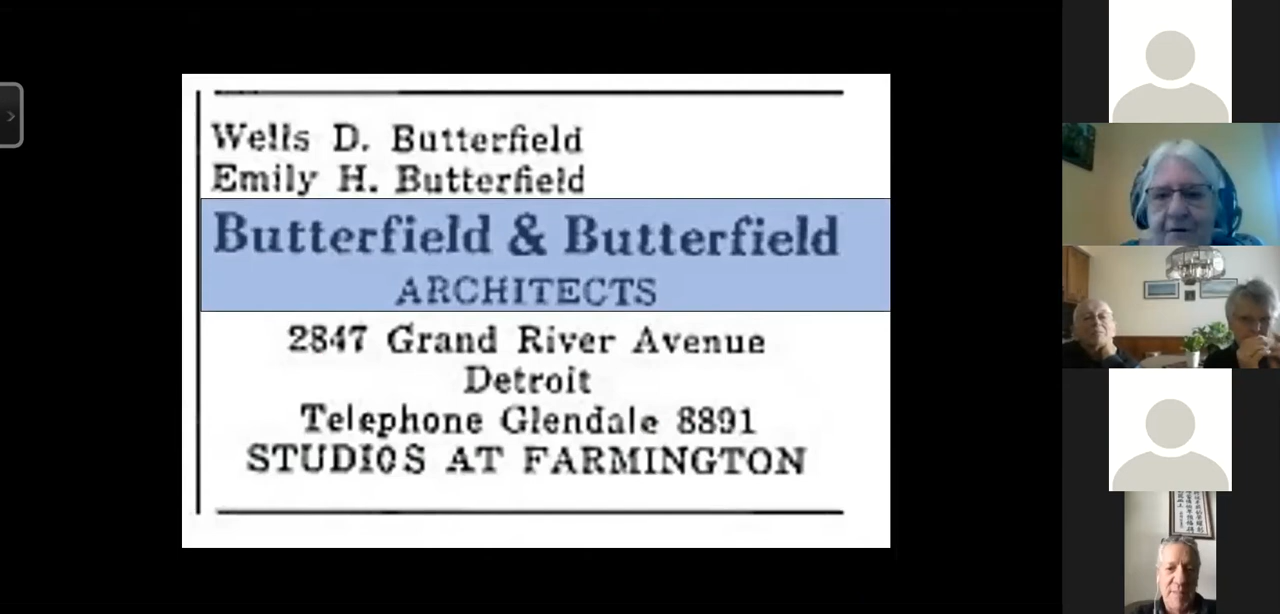 Wells D. Butterfield
Emily H. Butterfield
Butterfield & Butterfield
ARCHITECTS
2847 Grand River Avenue
Detroit
Telephone Glendale 8891
STUDIOS AT FARMINGTON